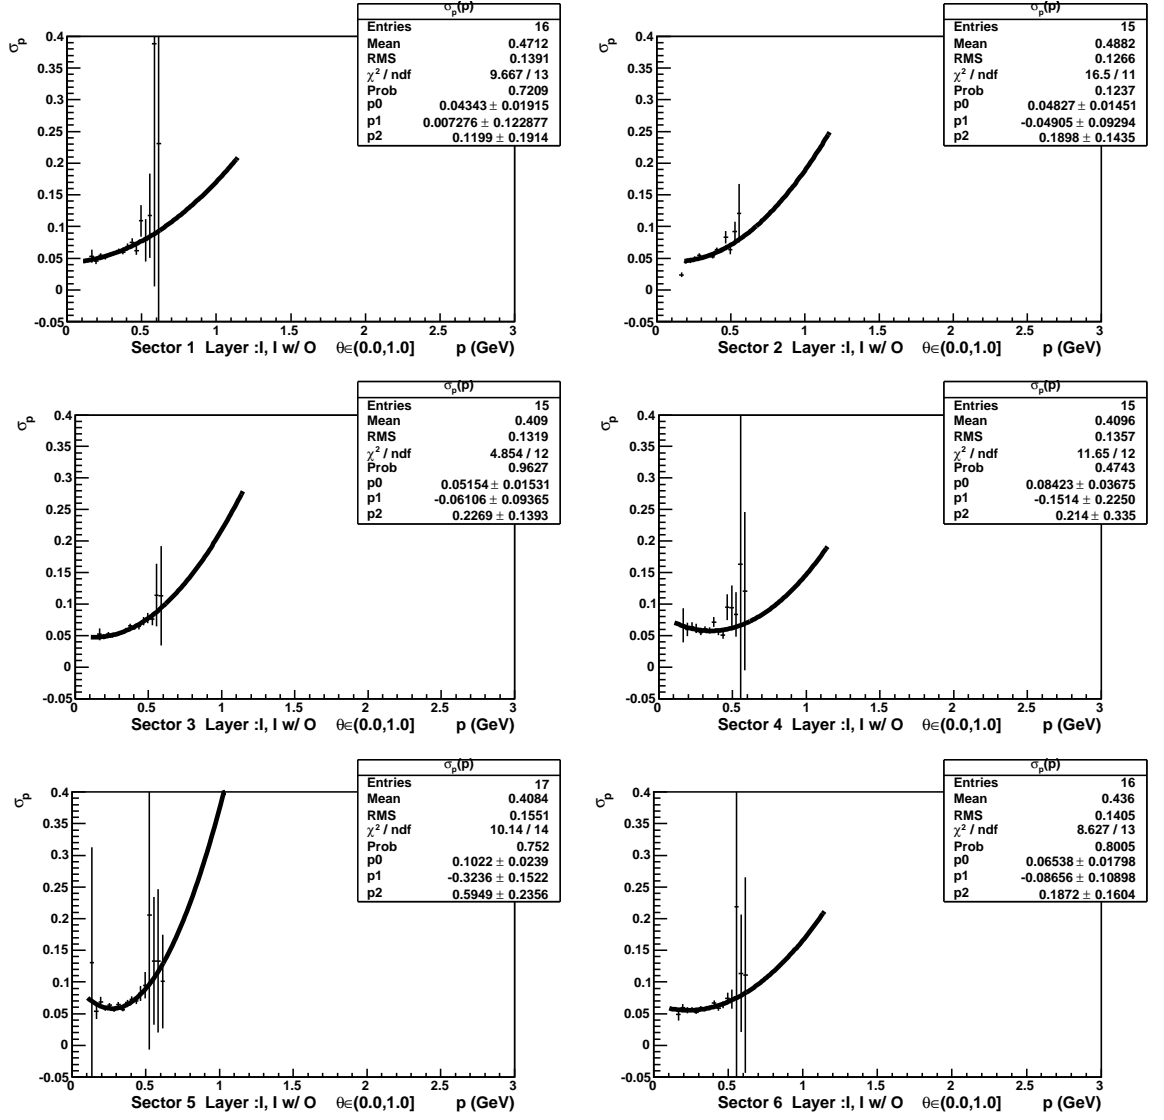 σp(p)
Entries 16
Mean 0.4712
RMS 0.1391
χ² / ndf 9.667 / 13
Prob 0.7209
p0 0.04343 ± 0.01915
p1 0.007276 ± 0.122877
p2 0.1199 ± 0.1914
σp
0.4
0.35
0.3
0.25
0.2
0.15
0.1
0.05
0
-0.05
0 0.5 1 1.5 2 2.5 3
Sector 1 Layer :I, I w/ O θ∈(0.0,1.0] p (GeV)
σp(p)
Entries 15
Mean 0.4882
RMS 0.1266
χ² / ndf 16.5 / 11
Prob 0.1237
p0 0.04827 ± 0.01451
p1 -0.04905 ± 0.09294
p2 0.1898 ± 0.1435
σp
0.4
0.35
0.3
0.25
0.2
0.15
0.1
0.05
0
-0.05
0 0.5 1 1.5 2 2.5 3
Sector 2 Layer :I, I w/ O θ∈(0.0,1.0] p (GeV)
σp(p)
Entries 15
Mean 0.409
RMS 0.1319
χ² / ndf 4.854 / 12
Prob 0.9627
p0 0.05154 ± 0.01531
p1 -0.06106 ± 0.09365
p2 0.2269 ± 0.1393
σp
0.4
0.35
0.3
0.25
0.2
0.15
0.1
0.05
0
-0.05
0 0.5 1 1.5 2 2.5 3
Sector 3 Layer :I, I w/ O θ∈(0.0,1.0] p (GeV)
σp(p)
Entries 15
Mean 0.4096
RMS 0.1357
χ² / ndf 11.65 / 12
Prob 0.4743
p0 0.08423 ± 0.03675
p1 -0.1514 ± 0.2250
p2 0.214 ± 0.335
σp
0.4
0.35
0.3
0.25
0.2
0.15
0.1
0.05
0
-0.05
0 0.5 1 1.5 2 2.5 3
Sector 4 Layer :I, I w/ O θ∈(0.0,1.0] p (GeV)
σp(p)
Entries 17
Mean 0.4084
RMS 0.1551
χ² / ndf 10.14 / 14
Prob 0.752
p0 0.1022 ± 0.0239
p1 -0.3236 ± 0.1522
p2 0.5949 ± 0.2356
σp
0.4
0.35
0.3
0.25
0.2
0.15
0.1
0.05
0
-0.05
0 0.5 1 1.5 2 2.5 3
Sector 5 Layer :I, I w/ O θ∈(0.0,1.0] p (GeV)
σp(p)
Entries 16
Mean 0.436
RMS 0.1405
χ² / ndf 8.627 / 13
Prob 0.8005
p0 0.06538 ± 0.01798
p1 -0.08656 ± 0.10898
p2 0.1872 ± 0.1604
σp
0.4
0.35
0.3
0.25
0.2
0.15
0.1
0.05
0
-0.05
0 0.5 1 1.5 2 2.5 3
Sector 6 Layer :I, I w/ O θ∈(0.0,1.0] p (GeV)